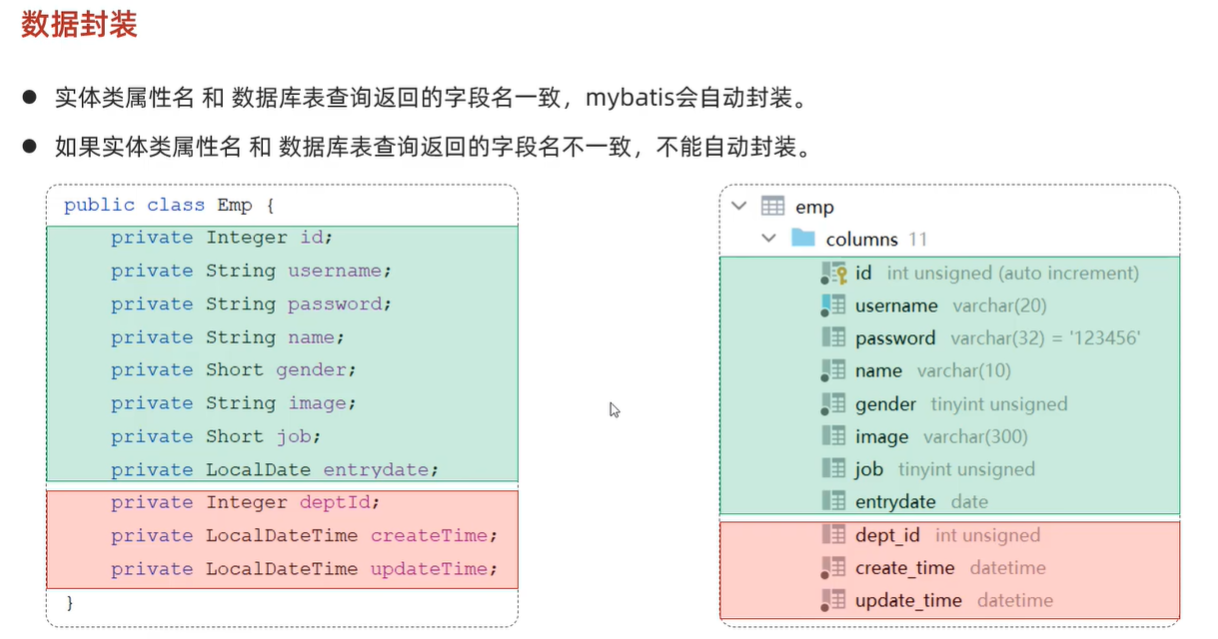 数据封装
● 实体类属性名 和 数据库表查询返回的字段名一致，mybatis会自动封装。
● 如果实体类属性名 和 数据库表查询返回的字段名不一致，不能自动封装。
public class Emp {
private Integer id;
private String username;
private String password;
private String name;
private Short gender;
private String image;
private Short job;
private LocalDate entrydate;
private Integer deptId;
private LocalDateTime createTime;
private LocalDateTime updateTime;
}
emp
columns 11
id int unsigned (auto increment)
username varchar(20)
password varchar(32) = '123456'
name varchar(10)
gender tinyint unsigned
image varchar(300)
job tinyint unsigned
entrydate date
dept_id int unsigned
create_time datetime
update_time datetime